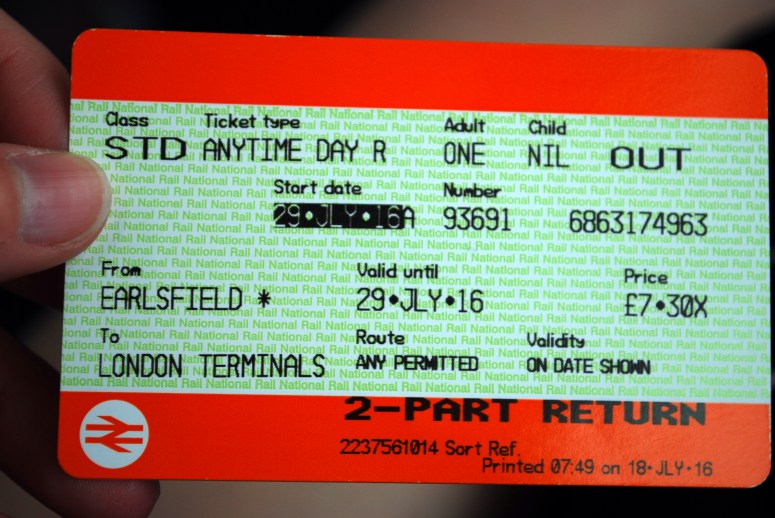 Class Ticket type Adult Child
STD ANYTIME DAY R ONE NIL OUT
Start date Number
29•JLY•16A 93691 6863174963
From Valid until Price
EARLSFIELD * 29•JLY•16 £7•30X
To Route Validity
LONDON TERMINALS ANY PERMITTED ON DATE SHOWN
2-PART RETURN
2237561014 Sort Ref.
Printed 07:49 on 18•JLY•16